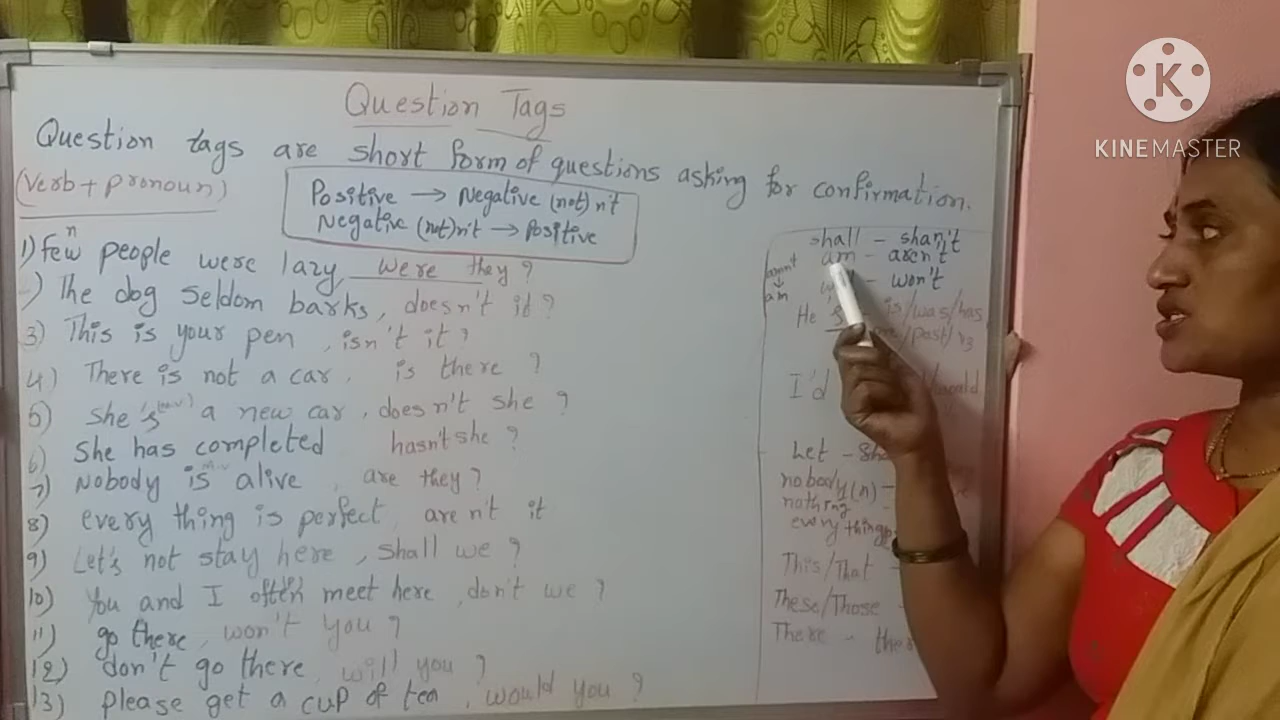 Question Tags
Question tags are short form of questions asking for confirmation.
(Verb + pronoun)
Positive → Negative (not) n't
Negative (not) n't → Positive
n
1) few people were lazy, were they?
) The dog seldom barks, doesn't it?
3) This is your pen, isn't it?
4) There is not a car, is there?
5) she's a new car, doesn't she?
6) She has completed hasn't she?
7) Nobody is alive, are they?
8) every thing is perfect, aren't it
9) Let's not stay here, shall we?
10) You and I often meet here, don't we?
11) go there, won't you?
12) don't go there, will you?
13) please get a cup of tea, would you?
shall - shan't
am - aren't
amn't
↓
am
- won't
He is/was/has
/past/
I'd
Let -
nobody(n) -
nothing -
every thing
This/That -
These/Those -
There -
KINEMASTER